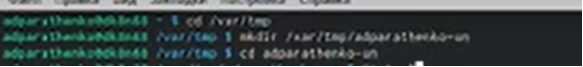 adparathenko@dk8n68 ~ $ cd /var/tmp
adparathenko@dk8n68 /var/tmp $ mkdir /var/tmp/adparathenko-un
adparathenko@dk8n68 /var/tmp $ cd adparathenko-un